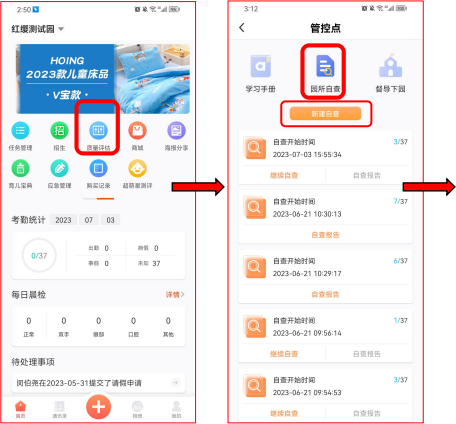 2:50
红缨测试园
HOING
2023款儿童床品
·V宝款·
任务管理 招生 质量评估 商城 海报分享
育儿宝典 应急管理 购买记录 超萌星测评
考勤统计 2023 07 03
0/37
出勤 0 病假 0
事假 0 未知 37
每日晨检 详情>
0 0 0 0 0
正常 双手 眼部 口腔 其他
待处理事项
闵伯尧在2023-05-31提交了请假申请
首页 通讯录 相册 我的
3:12
管控点
学习手册 园所自查 督导下园
新建自查
自查开始时间 3/37
2023-07-03 15:55:34
继续自查 自查报告
自查开始时间 7/37
2023-06-21 10:30:13
自查报告
自查开始时间 6/37
2023-06-21 10:29:17
自查报告
自查开始时间 1/37
2023-06-21 09:56:14
继续自查 自查报告
自查开始时间 3/37
2023-06-21 09:54:53
继续自查 自查报告